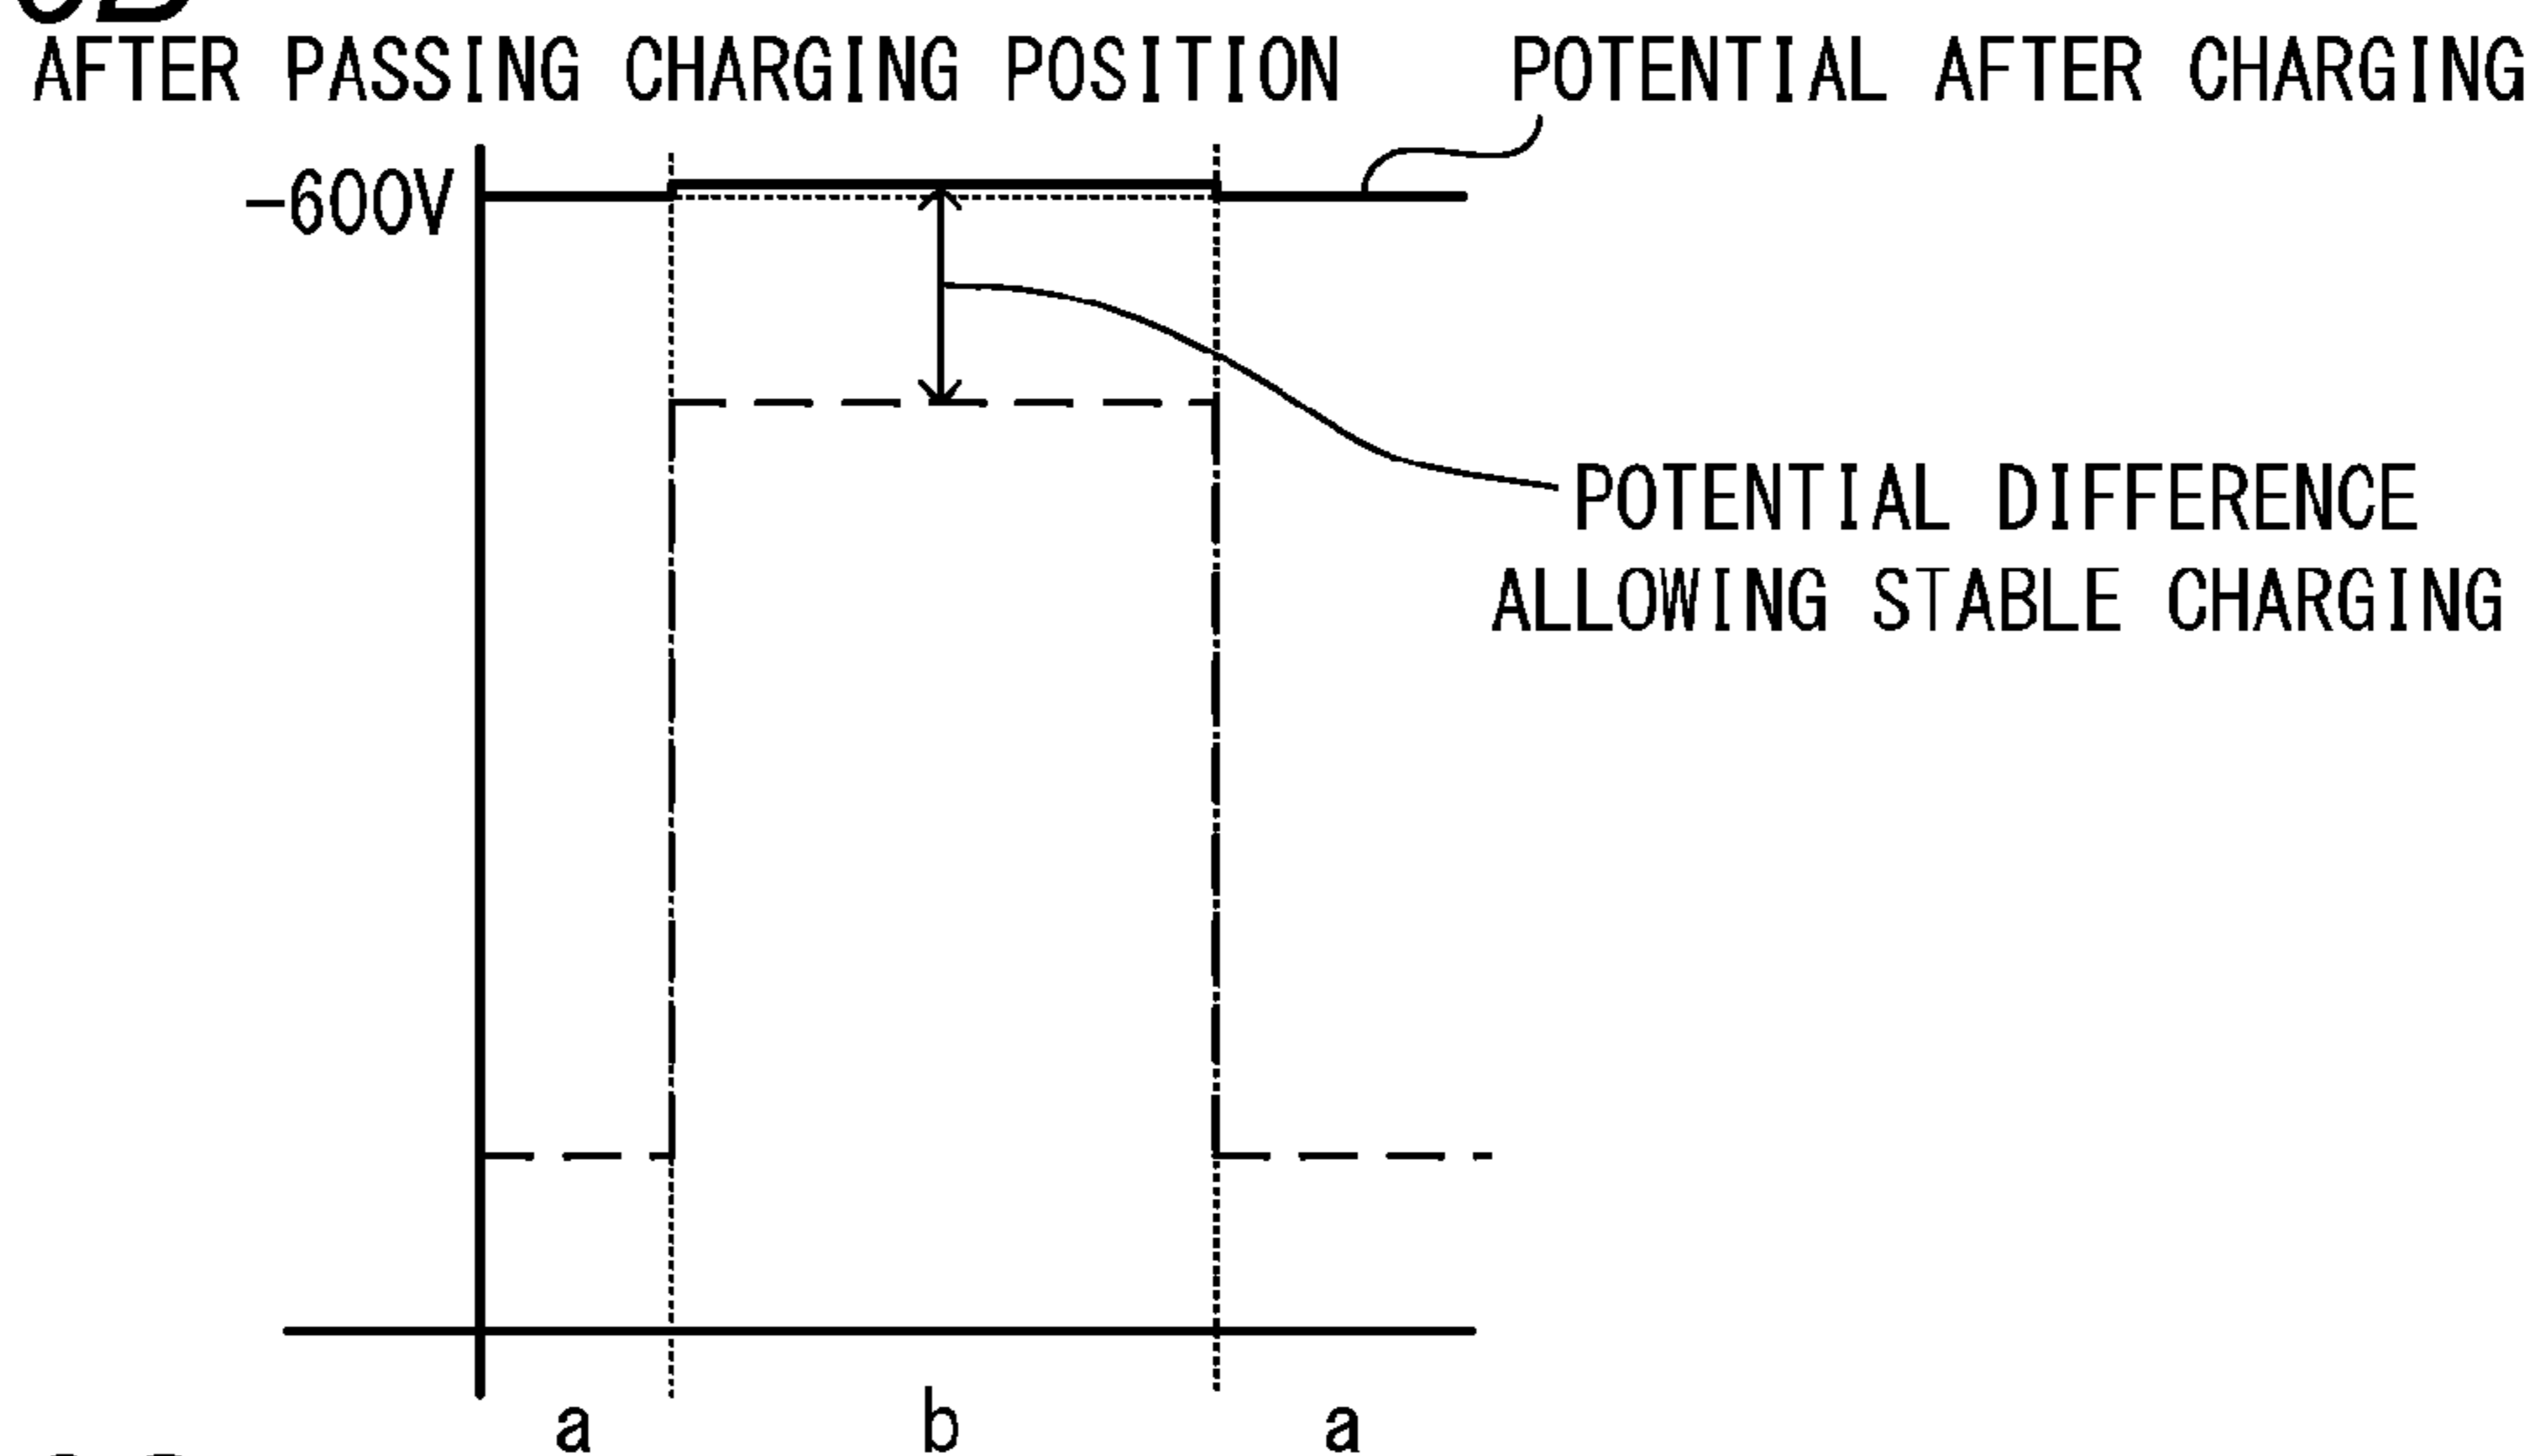 AFTER PASSING CHARGING POSITION
POTENTIAL AFTER CHARGING
-600V
POTENTIAL DIFFERENCE
ALLOWING STABLE CHARGING
a
b
a